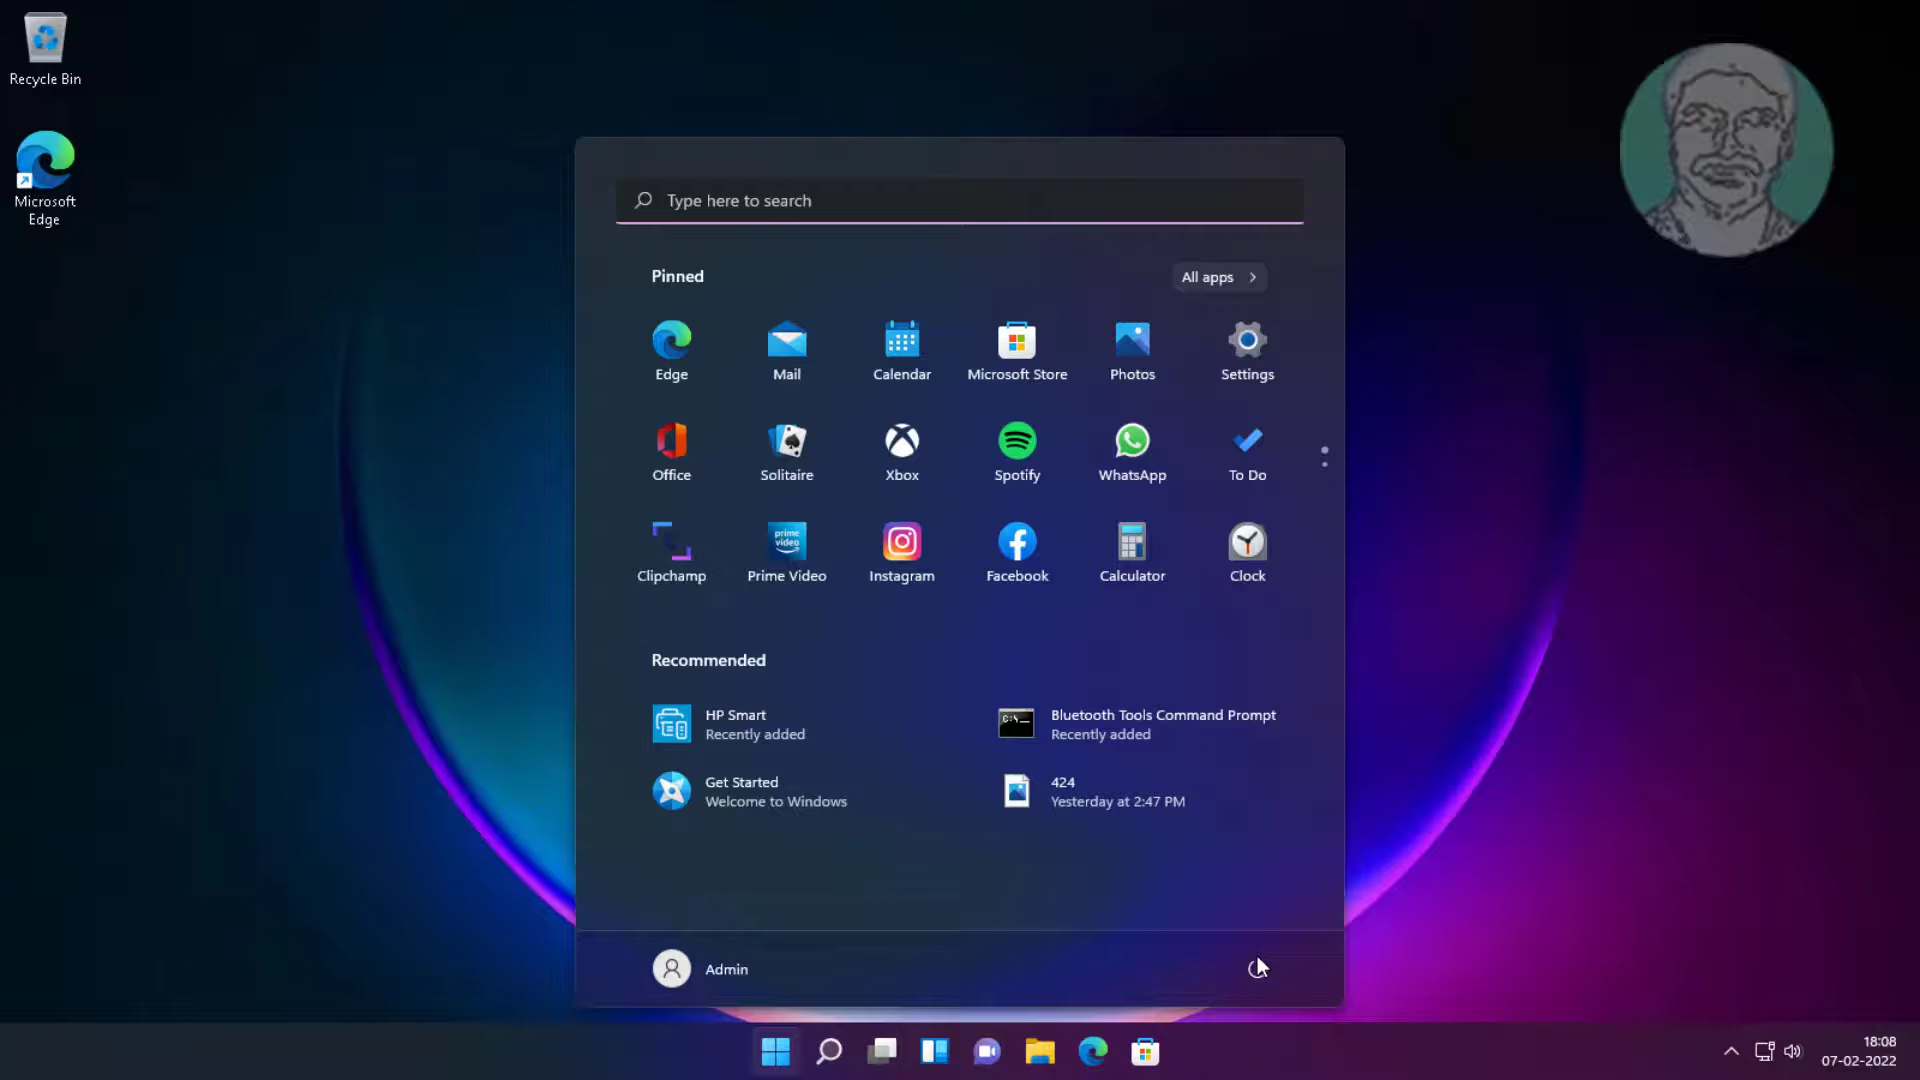 Recycle Bin
Microsoft
Edge
Type here to search
Pinned
All apps
Edge
Mail
Calendar
Microsoft Store
Photos
Settings
Office
Solitaire
Xbox
Spotify
WhatsApp
To Do
prime
video
Clipchamp
Prime Video
Instagram
Facebook
Calculator
Clock
Recommended
HP Smart
Recently added
C:\_
Bluetooth Tools Command Prompt
Recently added
Get Started
Welcome to Windows
424
Yesterday at 2:47 PM
Admin
18:08
07-02-2022